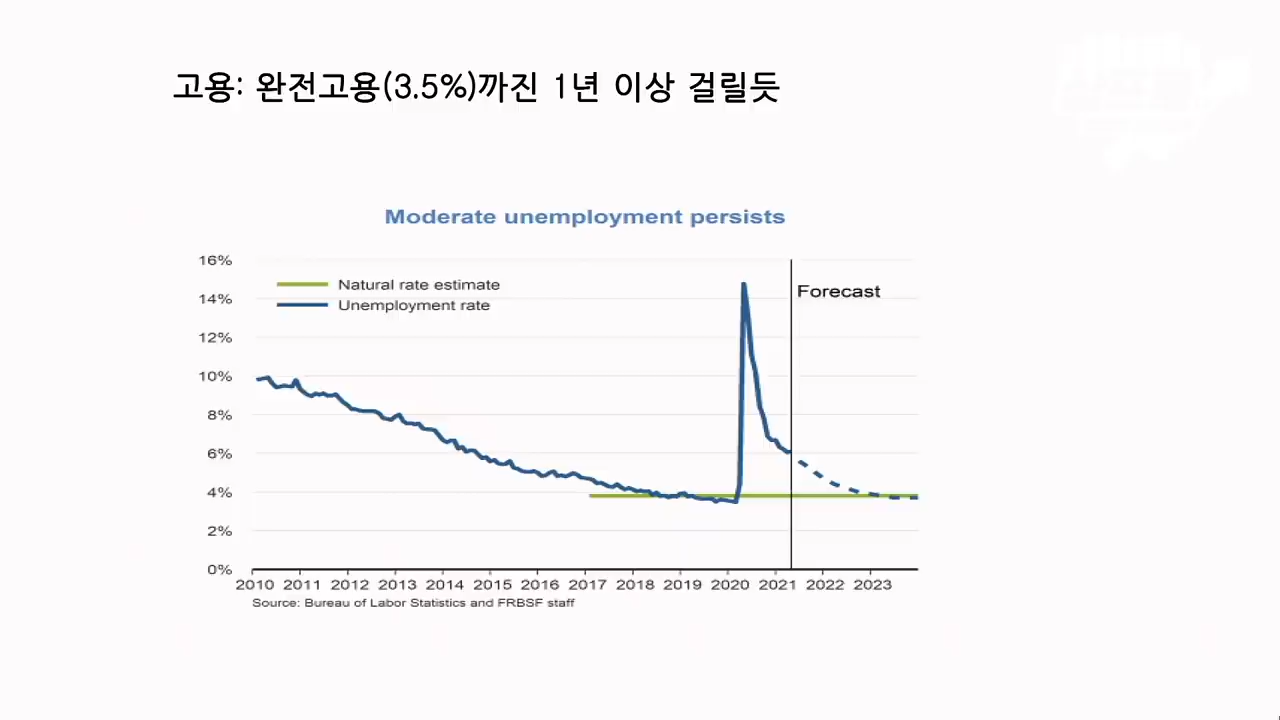 고용: 완전고용(3.5%)까진 1년 이상 걸릴듯
Moderate unemployment persists
16%
Natural rate estimate
Unemployment rate
Forecast
14%
12%
10%
8%
6%
4%
2%
0%
2010 2011 2012 2013 2014 2015 2016 2017 2018 2019 2020 2021 2022 2023
Source: Bureau of Labor Statistics and FRBSF staff